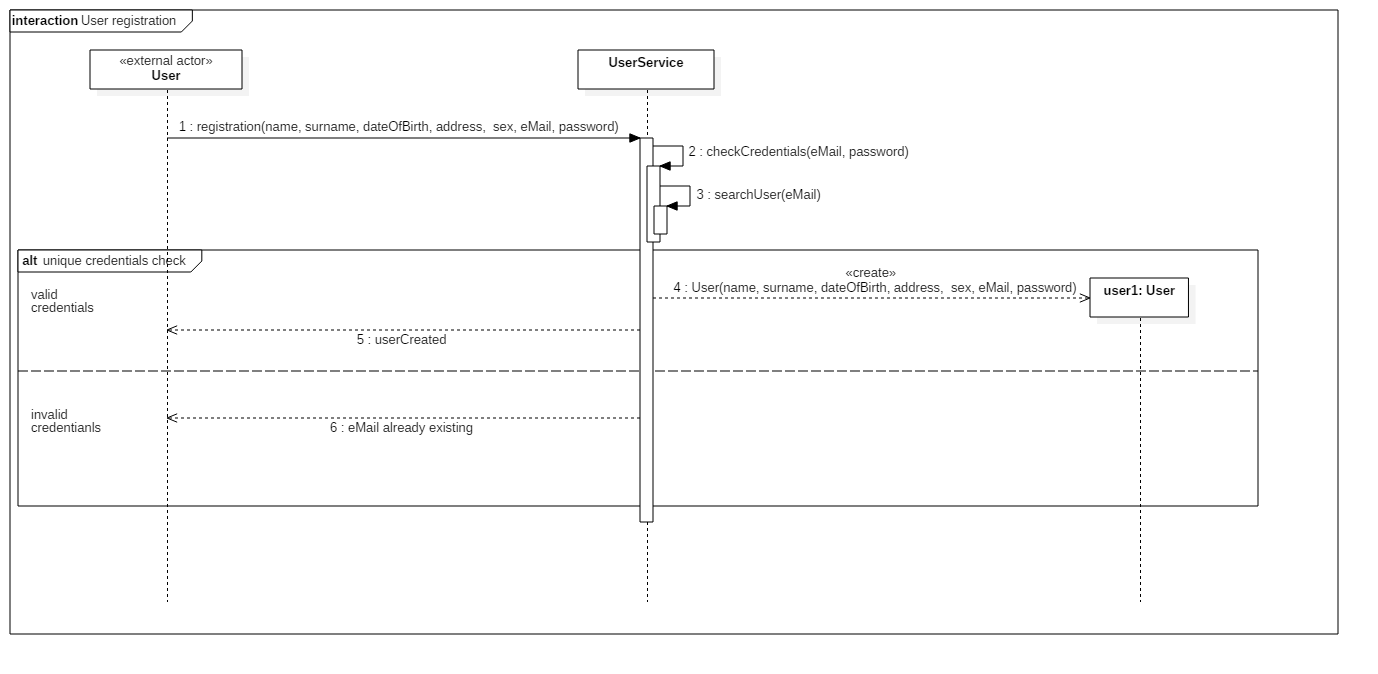 interaction User registration
«external actor»
User
UserService
1 : registration(name, surname, dateOfBirth, address,  sex, eMail, password)
2 : checkCredentials(eMail, password)
3 : searchUser(eMail)
alt unique credentials check
valid
credentials
«create»
4 : User(name, surname, dateOfBirth, address,  sex, eMail, password)
user1: User
5 : userCreated
invalid
credentianls
6 : eMail already existing